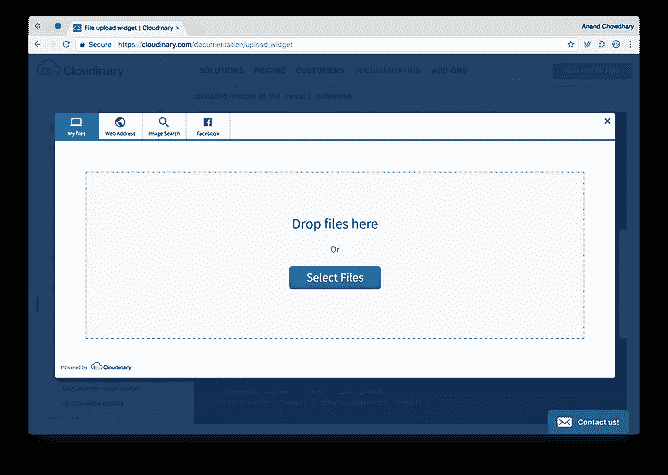 File upload widget | Cloudinary ×
Anand Chowdhary
Secure https://cloudinary.com/documentation/upload_widget
Cloudinary
SOLUTIONS PRICING CUSTOMERS DOCUMENTATION ADD-ONS
uploaded images as the result parameter
My files Web Address Image Search Facebook
Drop files here
Or
Select Files
Powered by Cloudinary
Contact us!